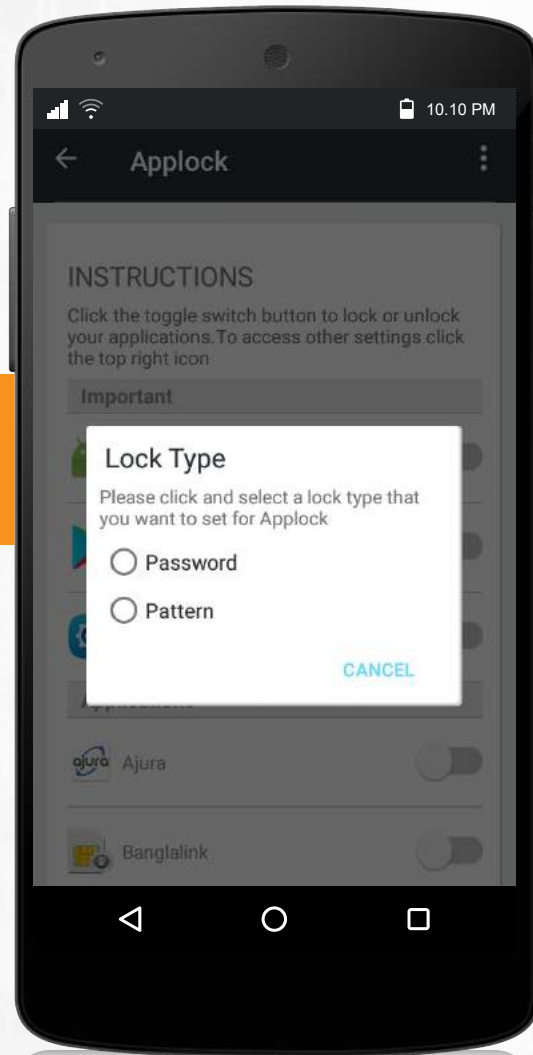 10.10 PM
Applock
INSTRUCTIONS
Click the toggle switch button to lock or unlock
your applications.To access other settings click
the top right icon
Important
Lock Type
Please click and select a lock type that
you want to set for Applock
Password
Pattern
CANCEL
Applications
ajura Ajura
Banglalink